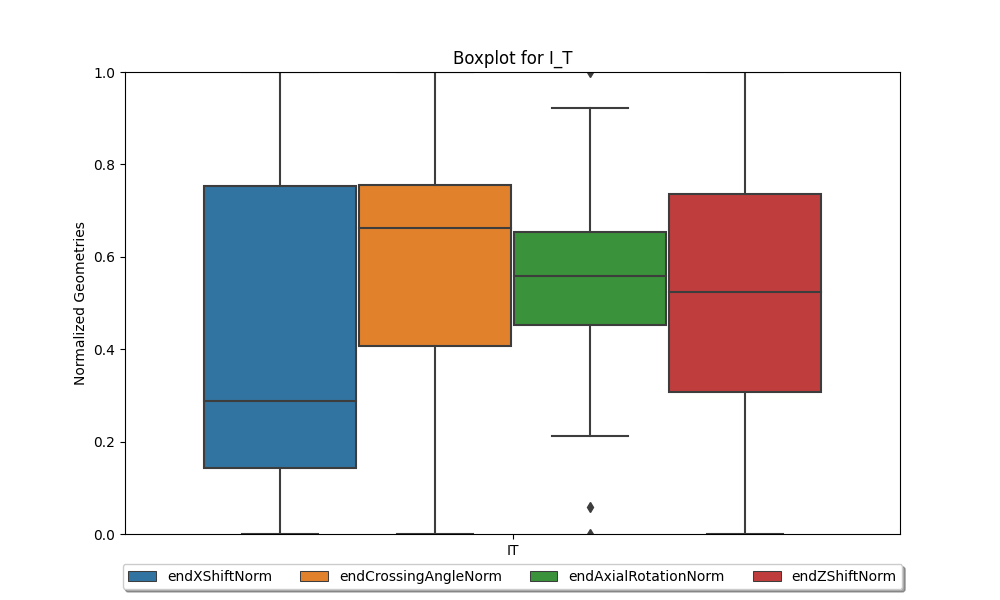 Boxplot for I_T
1.0
0.8
0.6
0.4
0.2
0.0
Normalized Geometries
IT
endXShiftNorm endCrossingAngleNorm endAxialRotationNorm endZShiftNorm